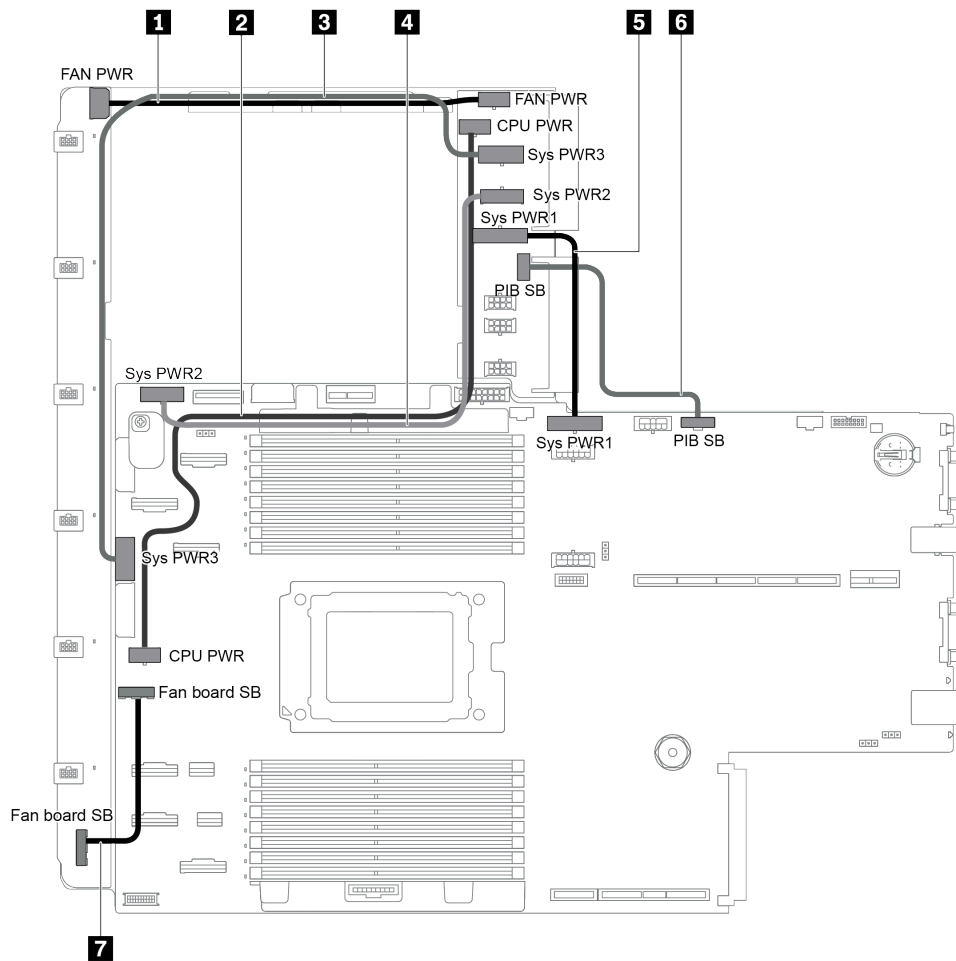 1
2
3
4
5
6
FAN PWR
FAN PWR
CPU PWR
Sys PWR3
Sys PWR2
Sys PWR1
PIB SB
Sys PWR2
Sys PWR1
PIB SB
Sys PWR3
CPU PWR
Fan board SB
Fan board SB
7